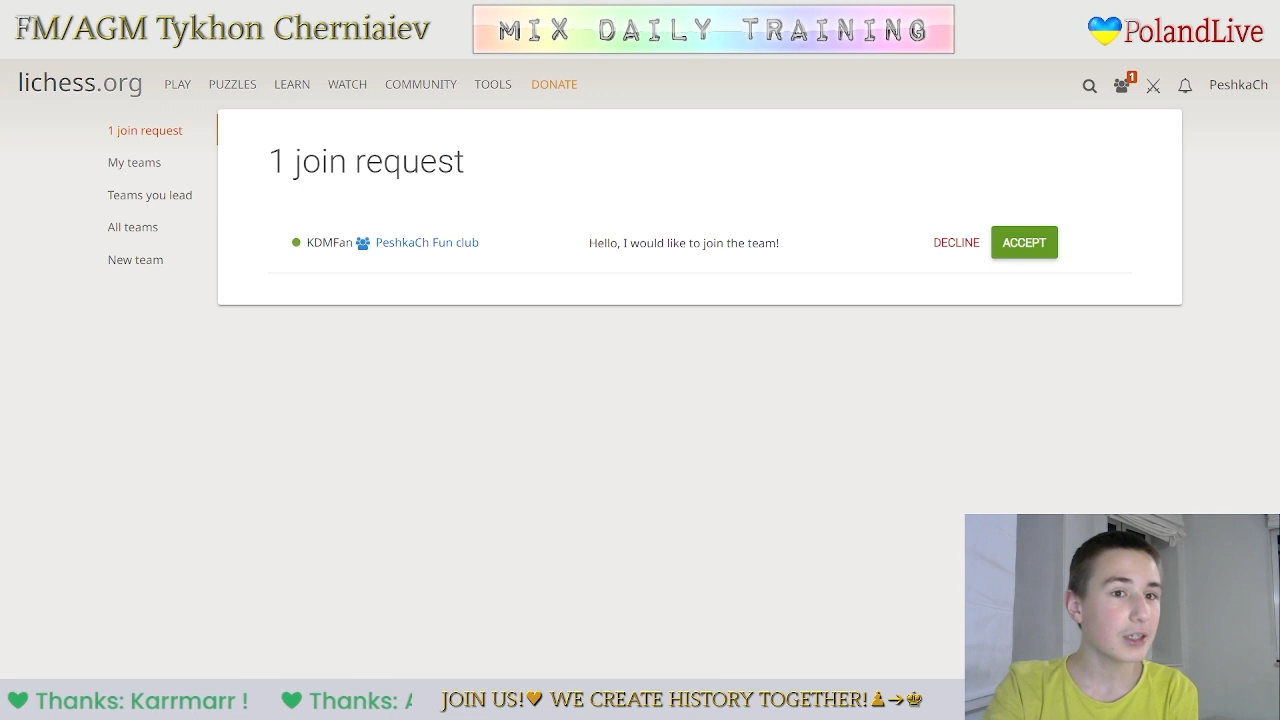 FM/AGM Tykhon Cherniaiev
MIX DAILY TRAINING
PolandLive
lichess.org PLAY PUZZLES LEARN WATCH COMMUNITY TOOLS DONATE
1
PeshkaCh
1 join request
My teams
Teams you lead
All teams
New team
1 join request
KDMFan PeshkaCh Fun club Hello, I would like to join the team! DECLINE ACCEPT
Thanks: Karrmarr ! Thanks:
JOIN US!🧡 WE CREATE HISTORY TOGETHER!♟➔♚